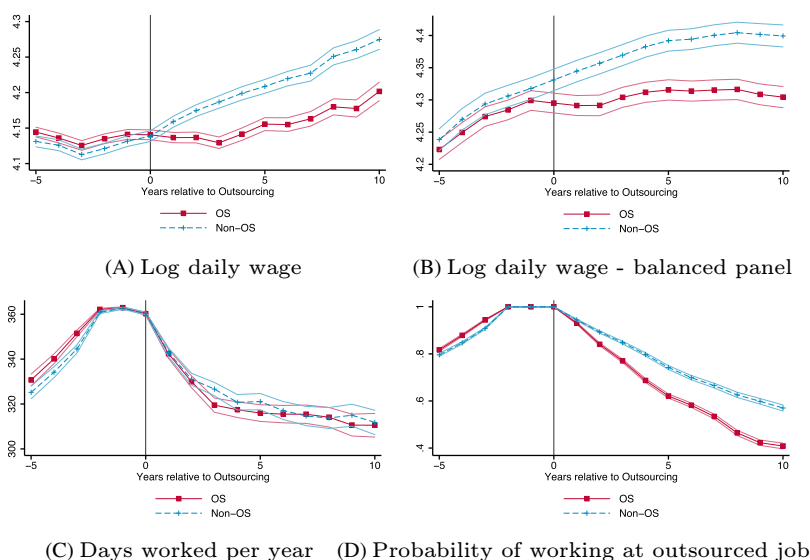 4.3
4.25
4.2
4.15
4.1
-5 0 5 10
Years relative to Outsourcing
OS
Non-OS
(A) Log daily wage
4.4
4.35
4.3
4.25
4.2
-5 0 5 10
Years relative to Outsourcing
OS
Non-OS
(B) Log daily wage - balanced panel
360
340
320
300
-5 0 5 10
Years relative to Outsourcing
OS
Non-OS
(C) Days worked per year
1
.8
.6
.4
-5 0 5 10
Years relative to Outsourcing
OS
Non-OS
(D) Probability of working at outsourced job